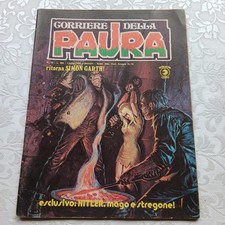 CORRIERE DELLA
PAURA
ritorna SIMON GARTH!
esclusivo: HITLER, mago e stregone!